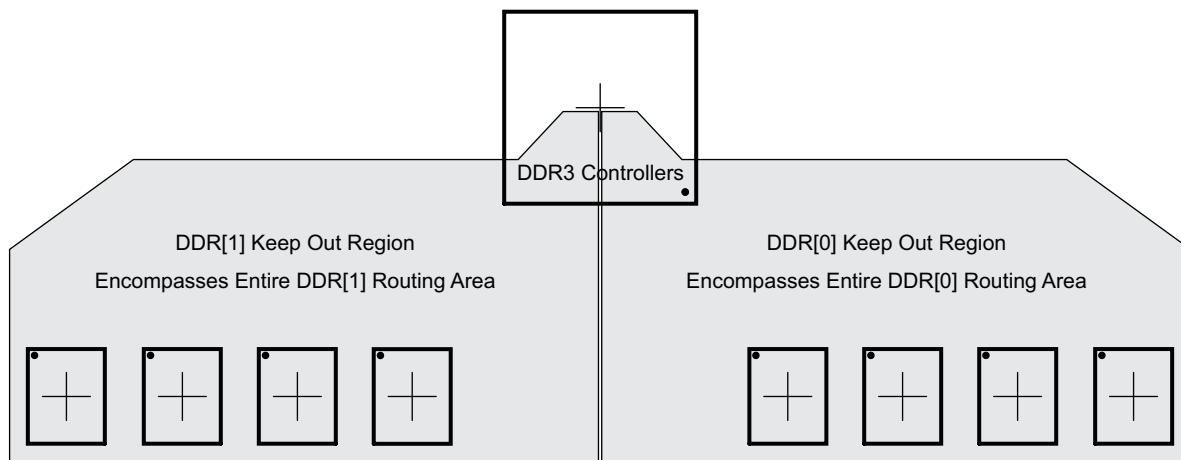 DDR3 Controllers
DDR[1] Keep Out Region
Encompasses Entire DDR[1] Routing Area
DDR[0] Keep Out Region
Encompasses Entire DDR[0] Routing Area